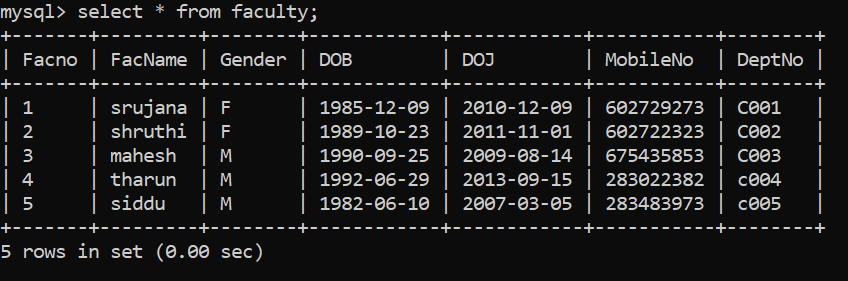 mysql> select * from faculty;
+-------+---------+--------+------------+------------+-----------+--------+
| Facno | FacName | Gender | DOB        | DOJ        | MobileNo  | DeptNo |
+-------+---------+--------+------------+------------+-----------+--------+
| 1     | srujana | F      | 1985-12-09 | 2010-12-09 | 602729273 | C001   |
| 2     | shruthi | F      | 1989-10-23 | 2011-11-01 | 602722323 | C002   |
| 3     | mahesh  | M      | 1990-09-25 | 2009-08-14 | 675435853 | C003   |
| 4     | tharun  | M      | 1992-06-29 | 2013-09-15 | 283022382 | c004   |
| 5     | siddu   | M      | 1982-06-10 | 2007-03-05 | 283483973 | c005   |
+-------+---------+--------+------------+------------+-----------+--------+
5 rows in set (0.00 sec)